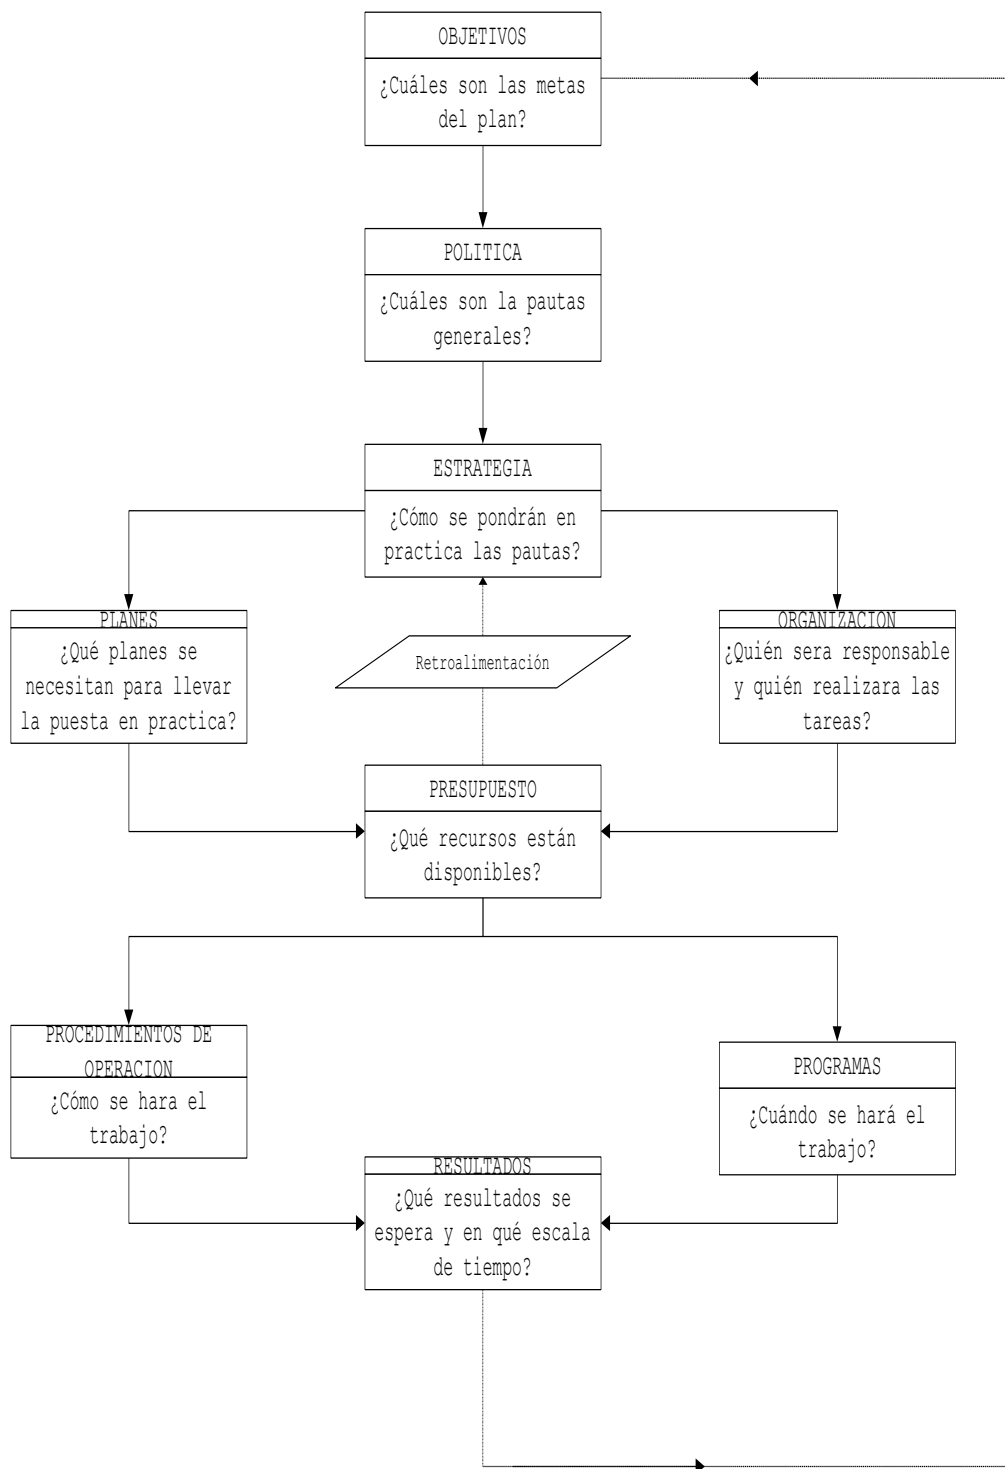 OBJETIVOS
¿Cuáles son las metas
del plan?
POLITICA
¿Cuáles son la pautas
generales?
ESTRATEGIA
¿Cómo se pondrán en
practica las pautas?
PLANES
¿Qué planes se
necesitan para llevar
la puesta en practica?
Retroalimentación
ORGANIZACION
¿Quién sera responsable
y quién realizara las
tareas?
PRESUPUESTO
¿Qué recursos están
disponibles?
PROCEDIMIENTOS DE
OPERACION
¿Cómo se hara el
trabajo?
PROGRAMAS
¿Cuándo se hará el
trabajo?
RESULTADOS
¿Qué resultados se
espera y en qué escala
de tiempo?